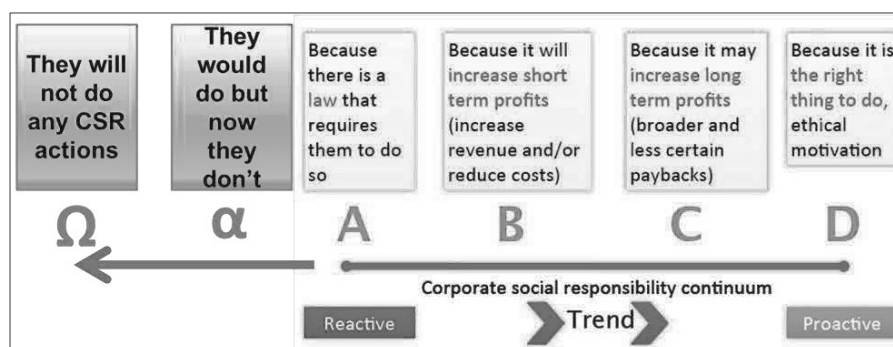 They will
not do
any CSR
actions
They
would
do but
now
they
don't
Because
there is a
law that
requires
them to do
so
Because it will
increase short
term profits
(increase
revenue and/or
reduce costs)
Because it may
increase long
term profits
(broader and
less certain
paybacks)
Because it is
the right
thing to do,
ethical
motivation
Ω
α
A
B
C
D
Corporate social responsibility continuum
Reactive
Trend
Proactive